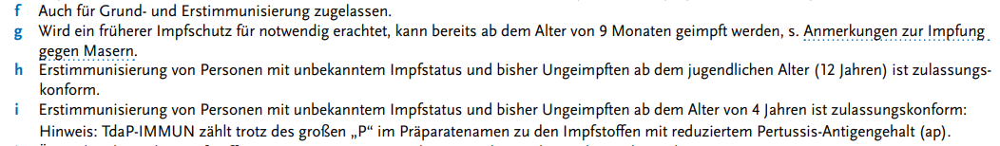 f Auch für Grund- und Erstimmunisierung zugelassen.
g Wird ein früherer Impfschutz für notwendig erachtet, kann bereits ab dem Alter von 9 Monaten geimpft werden, s. Anmerkungen zur Impfung
gegen Masern.
h Erstimmunisierung von Personen mit unbekanntem Impfstatus und bisher Ungeimpften ab dem jugendlichen Alter (12 Jahren) ist zulassungs-
konform.
i Erstimmunisierung von Personen mit unbekanntem Impfstatus und bisher Ungeimpften ab dem Alter von 4 Jahren ist zulassungskonform:
Hinweis: TdaP-IMMUN zählt trotz des großen „P“ im Präparatenamen zu den Impfstoffen mit reduziertem Pertussis-Antigengehalt (ap).